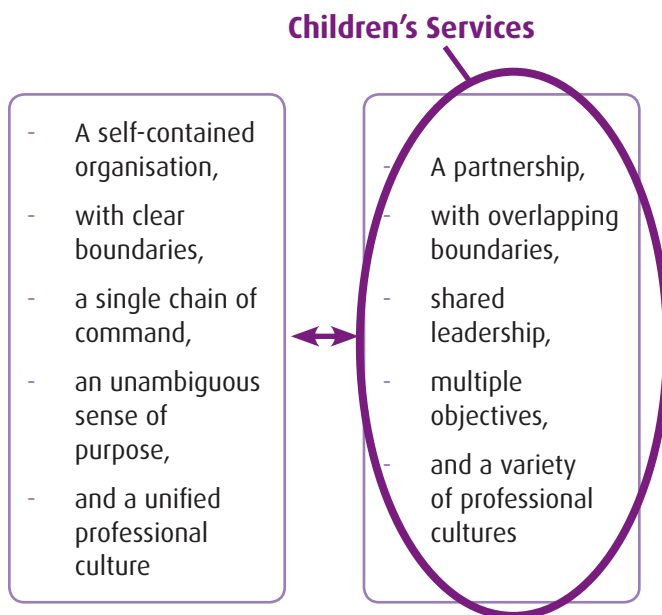 Children’s Services
- A self-contained
organisation,
- with clear
boundaries,
- a single chain of
command,
- an unambiguous
sense of
purpose,
- and a unified
professional
culture
- A partnership,
- with overlapping
boundaries,
- shared
leadership,
- multiple
objectives,
- and a variety
of professional
cultures